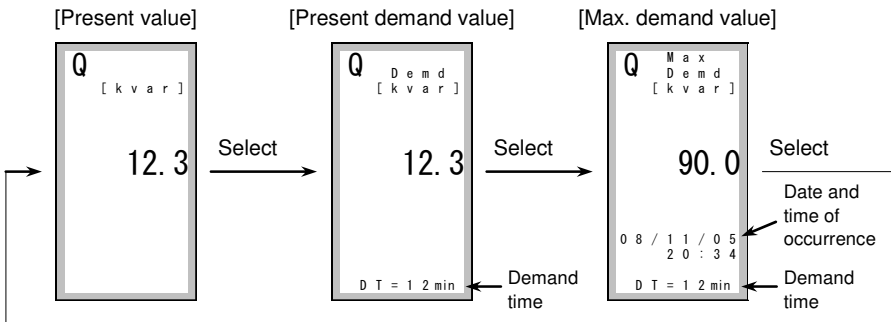 [Present value]
Q
[kvar]
12.3
Select
[Present demand value]
Q
Demd
[kvar]
12.3
DT=12min
Demand
time
Select
[Max. demand value]
Q
Max
Demd
[kvar]
90.0
08/11/05
20:34
DT=12min
Select
Date and
time of
occurrence
Demand
time